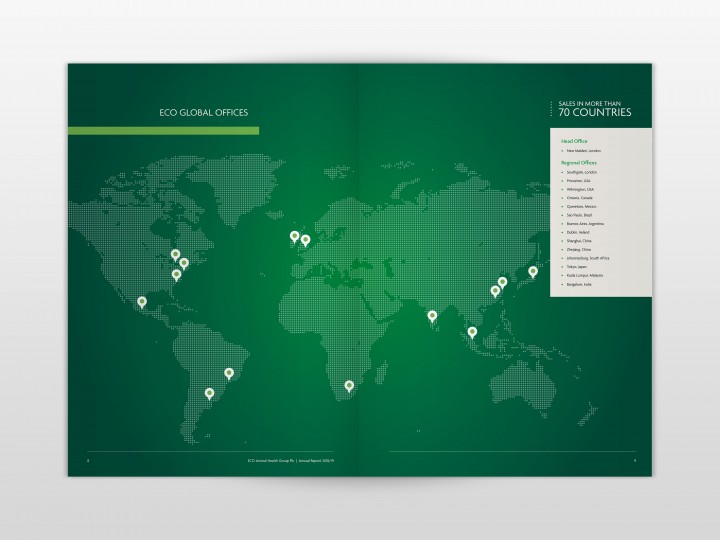 ECO GLOBAL OFFICES
SALES IN MORE THAN
70 COUNTRIES
Head Office
New Malden, London
Regional Offices
Southgate, London
Princeton, USA
Wilmington, USA
Ontario, Canada
Queretaro, Mexico
Sao Paulo, Brazil
Buenos Aires, Argentina
Dublin, Ireland
Shanghai, China
Zhejiang, China
Johannesburg, South Africa
Tokyo, Japan
Kuala Lumpur, Malaysia
Bangalore, India
8
ECO Animal Health Group Plc | Annual Report 2018/19
9